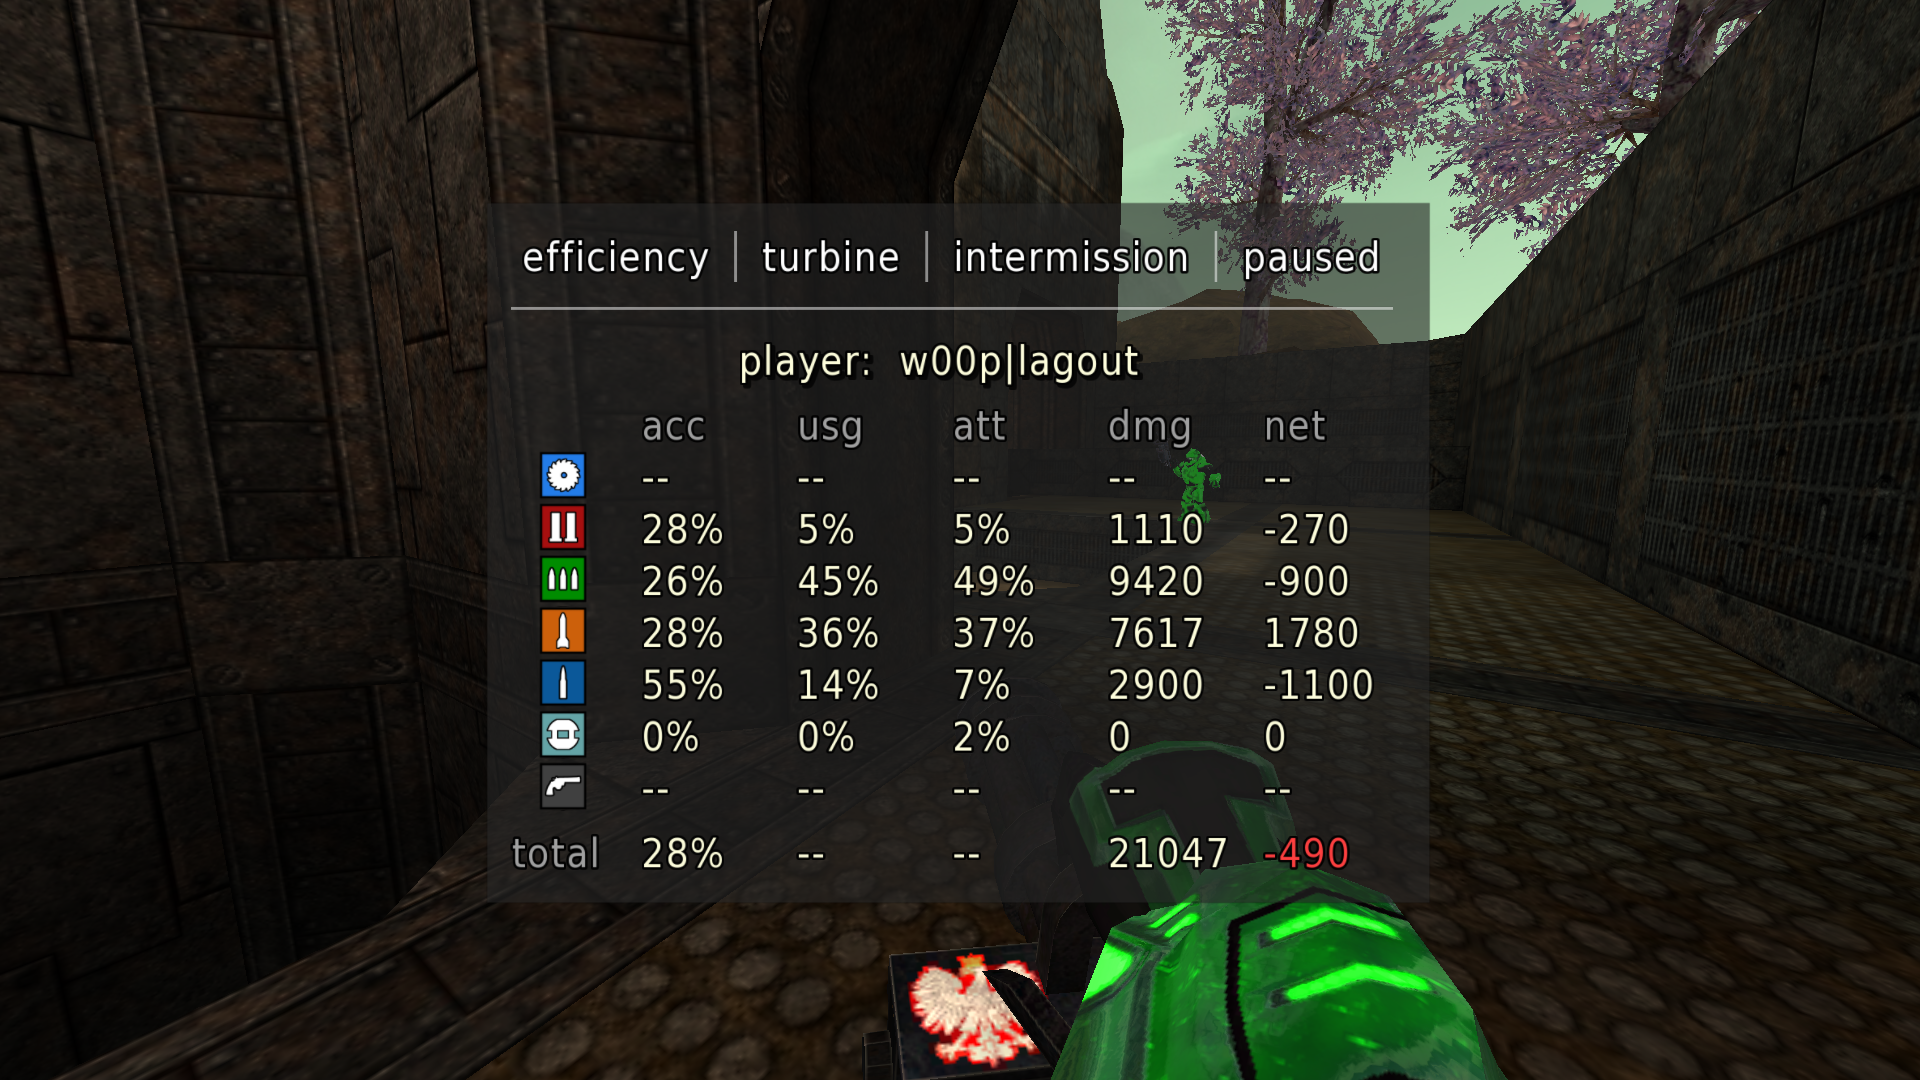 efficiency | turbine | intermission | paused
player: w00p|lagout
acc usg att dmg net
-- -- -- -- --
28% 5% 5% 1110 -270
26% 45% 49% 9420 -900
28% 36% 37% 7617 1780
55% 14% 7% 2900 -1100
0% 0% 2% 0 0
-- -- -- -- --
total 28% -- -- 21047 -490